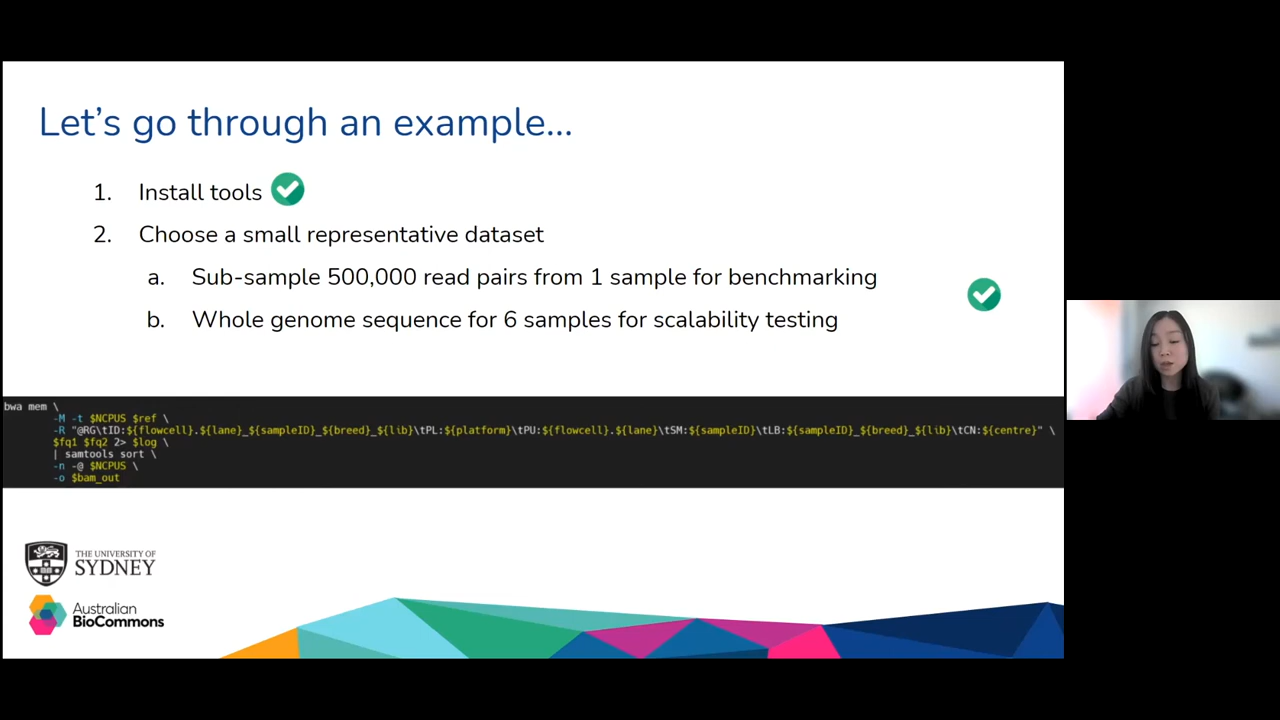 Let's go through an example...
1. Install tools
2. Choose a small representative dataset
a. Sub-sample 500,000 read pairs from 1 sample for benchmarking
b. Whole genome sequence for 6 samples for scalability testing
bwa mem \
-M -t $NCPUS $ref \
-R "@RG\tID:${flowcell}.${lane}_${sampleID}_${breed}_${lib}\tPL:${platform}\tPU:${flowcell}.${lane}\tSM:${sampleID}\tLB:${sampleID}_${breed}_${lib}\tCN:${centre}" \
$fq1 $fq2 2> $log \
| samtools sort \
-n -@ $NCPUS \
-o $bam_out
THE UNIVERSITY OF
SYDNEY
Australian
BioCommons